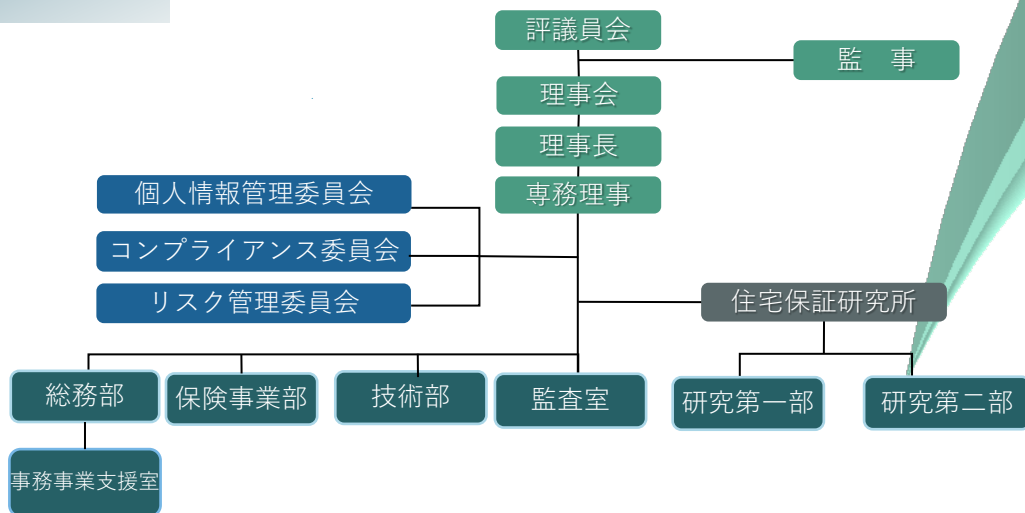 評議員会
監　事
理事会
理事長
専務理事
個人情報管理委員会
コンプライアンス委員会
リスク管理委員会
住宅保証研究所
総務部
保険事業部
技術部
監査室
研究第一部
研究第二部
事務事業支援室